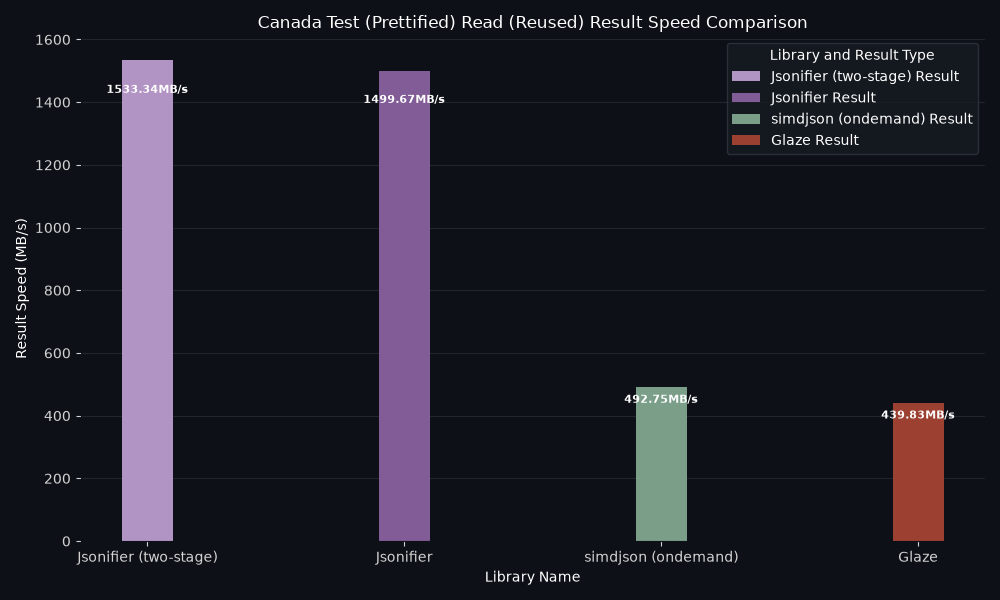 Canada Test (Prettified) Read (Reused) Result Speed Comparison
Library and Result Type
Jsonifier (two-stage) Result
Jsonifier Result
simdjson (ondemand) Result
Glaze Result
1600
1400
1200
1000
800
600
400
200
0
Result Speed (MB/s)
1533.34MB/s
1499.67MB/s
492.75MB/s
439.83MB/s
Jsonifier (two-stage)
Jsonifier
simdjson (ondemand)
Glaze
Library Name